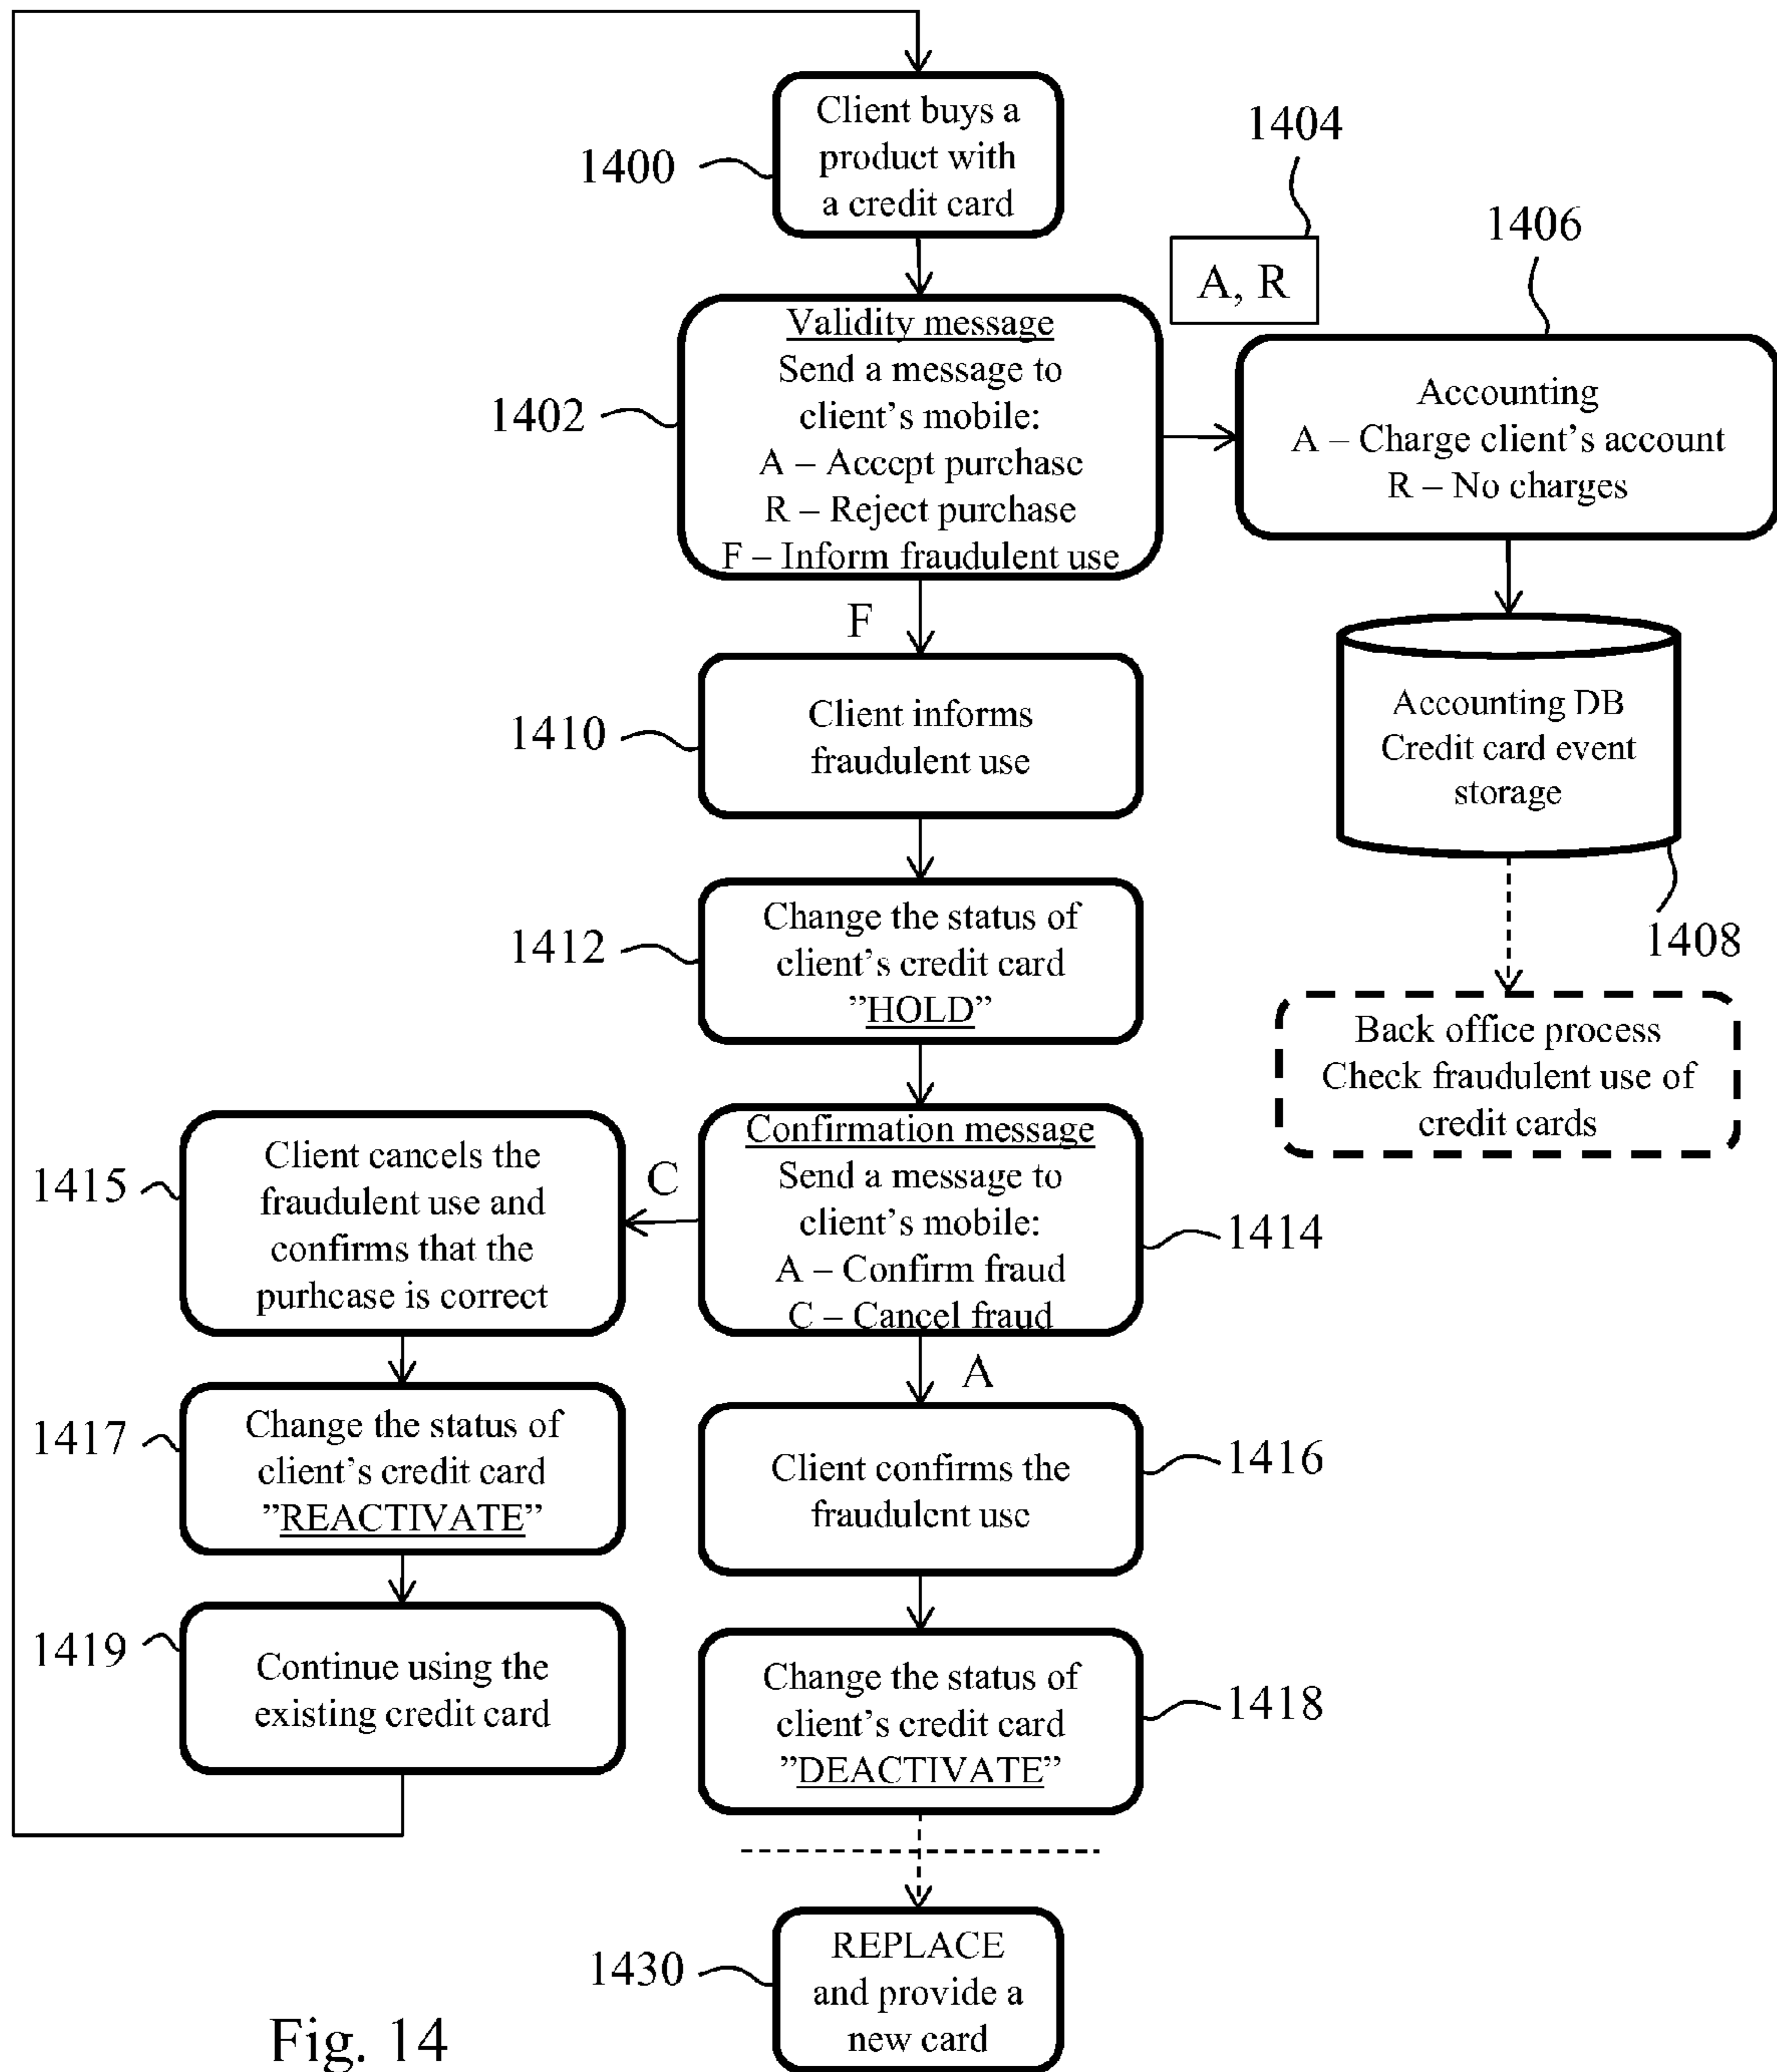 Client buys a
product with
a credit card
1400
1404
A, R
1406
Validity message
Send a message to
client's mobile:
A – Accept purchase
R – Reject purchase
F – Inform fraudulent use
1402
Accounting
A – Charge client's account
R – No charges
F
Client informs
fraudulent use
1410
Accounting DB
Credit card event
storage
1408
Change the status of
client's credit card
”HOLD”
1412
Back office process
Check fraudulent use of
credit cards
Confirmation message
Send a message to
client's mobile:
A – Confirm fraud
C – Cancel fraud
1414
C
Client cancels the
fraudulent use and
confirms that the
purhcase is correct
1415
A
Change the status of
client's credit card
”REACTIVATE”
1417
Client confirms the
fraudulent use
1416
Continue using the
existing credit card
1419
Change the status of
client's credit card
”DEACTIVATE”
1418
REPLACE
and provide a
new card
1430
Fig. 14